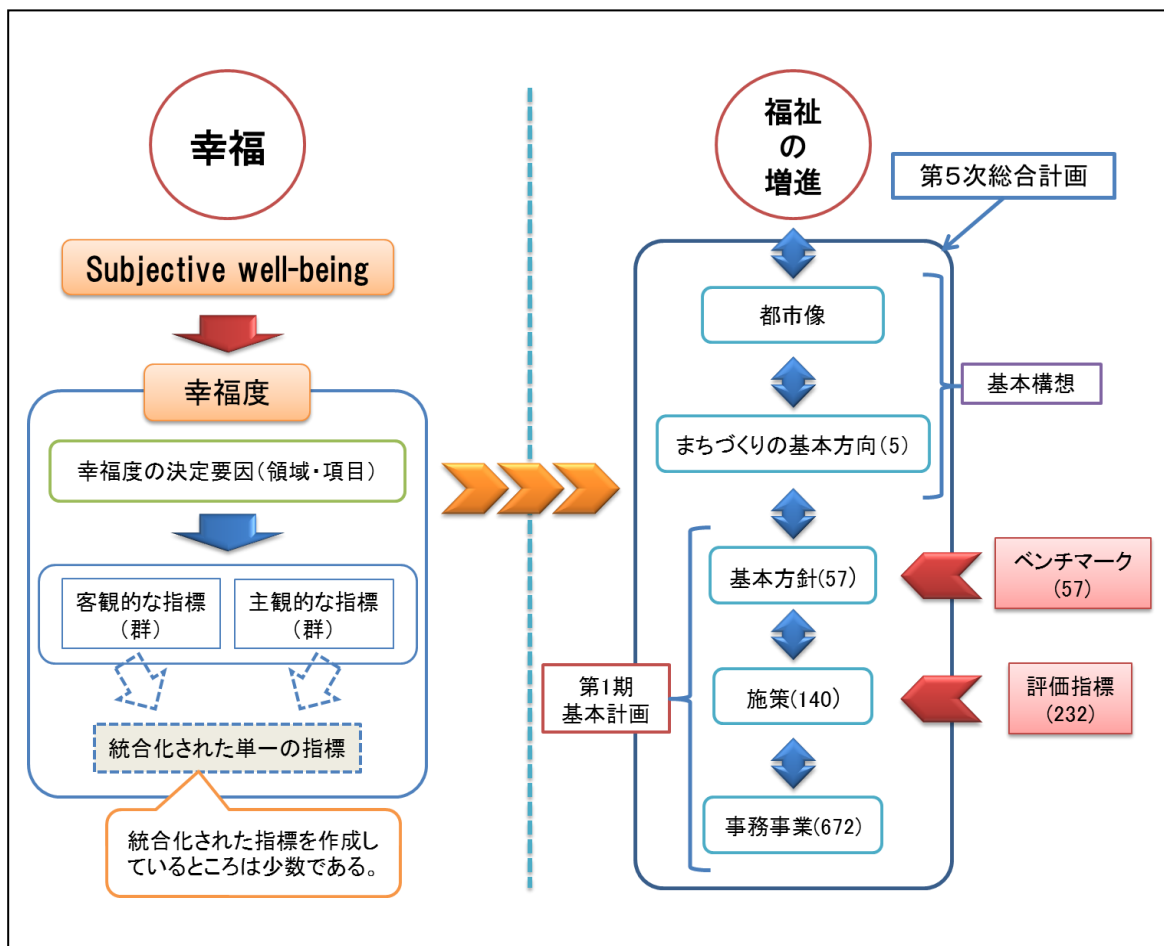 幸福
Subjective well-being
幸福度
幸福度の決定要因(領域・項目)
客観的な指標
(群)
主観的な指標
(群)
統合化された単一の指標
統合化された指標を作成し
ているところは少数である。
福祉
の
増進
第5次総合計画
都市像
まちづくりの基本方向(5)
基本構想
基本方針(57)
ベンチマーク
(57)
第1期
基本計画
施策(140)
評価指標
(232)
事務事業(672)